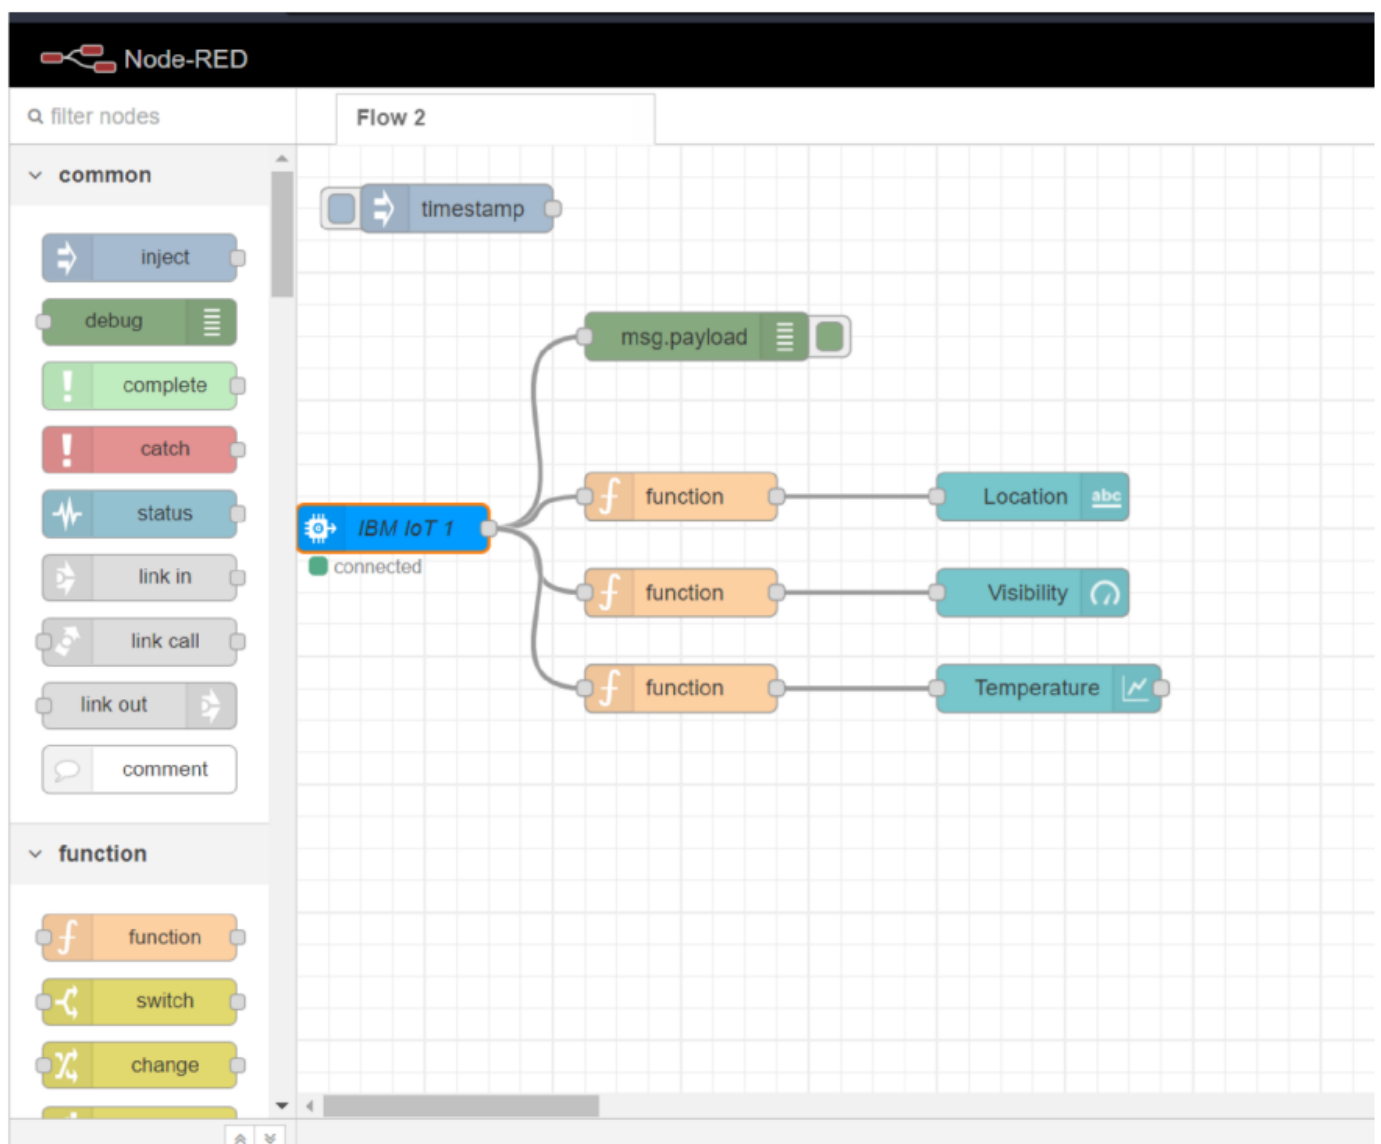 Node-RED
filter nodes
Flow 2
common
inject
debug
complete
catch
status
link in
link call
link out
comment
function
function
switch
change
timestamp
msg.payload
IBM IoT 1
connected
function
Location
abc
function
Visibility
function
Temperature